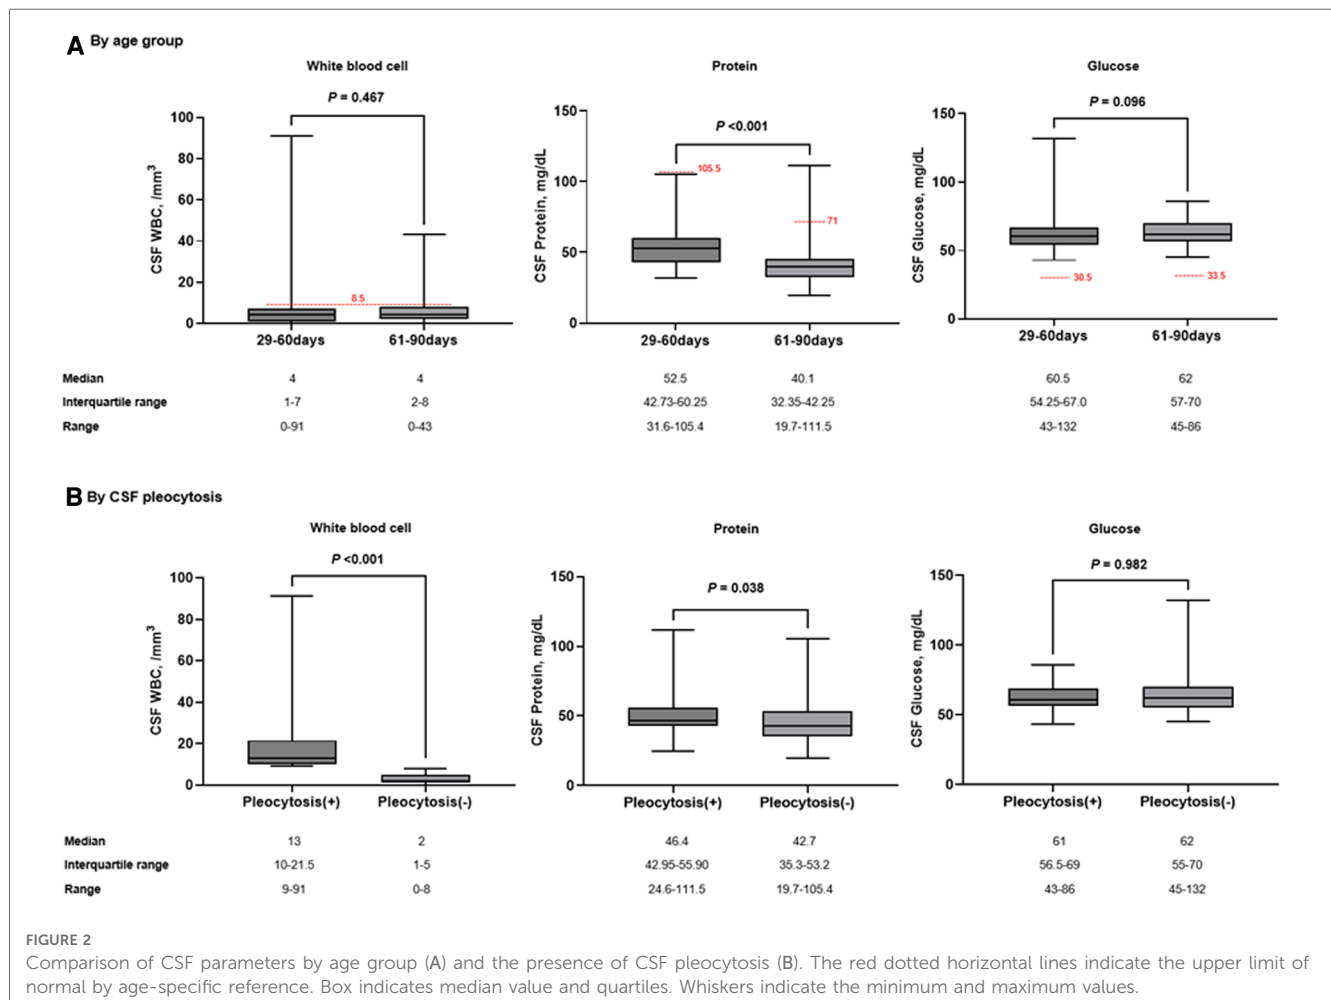 A By age group
White blood cell
Protein
Glucose
P = 0.467
P <0.001
P = 0.096
CSF WBC, /mm³
100
80
60
40
20
0
8.5
29-60days 61-90days
CSF Protein, mg/dL
150
100
50
0
105.5
71
29-60days 61-90days
CSF Glucose, mg/dL
150
100
50
0
30.5
33.5
29-60days 61-90days
Median 4 4 52.5 40.1 60.5 62
Interquartile range 1-7 2-8 42.73-60.25 32.35-42.25 54.25-67.0 57-70
Range 0-91 0-43 31.6-105.4 19.7-111.5 43-132 45-86
B By CSF pleocytosis
White blood cell
Protein
Glucose
P <0.001
P = 0.038
P = 0.982
CSF WBC, /mm³
100
80
60
40
20
0
Pleocytosis(+) Pleocytosis(-)
CSF Protein, mg/dL
150
100
50
0
Pleocytosis(+) Pleocytosis(-)
CSF Glucose, mg/dL
150
100
50
0
Pleocytosis(+) Pleocytosis(-)
Median 13 2 46.4 42.7 61 62
Interquartile range 10-21.5 1-5 42.95-55.90 35.3-53.2 56.5-69 55-70
Range 9-91 0-8 24.6-111.5 19.7-105.4 43-86 45-132
FIGURE 2
Comparison of CSF parameters by age group (A) and the presence of CSF pleocytosis (B). The red dotted horizontal lines indicate the upper limit of
normal by age-specific reference. Box indicates median value and quartiles. Whiskers indicate the minimum and maximum values.